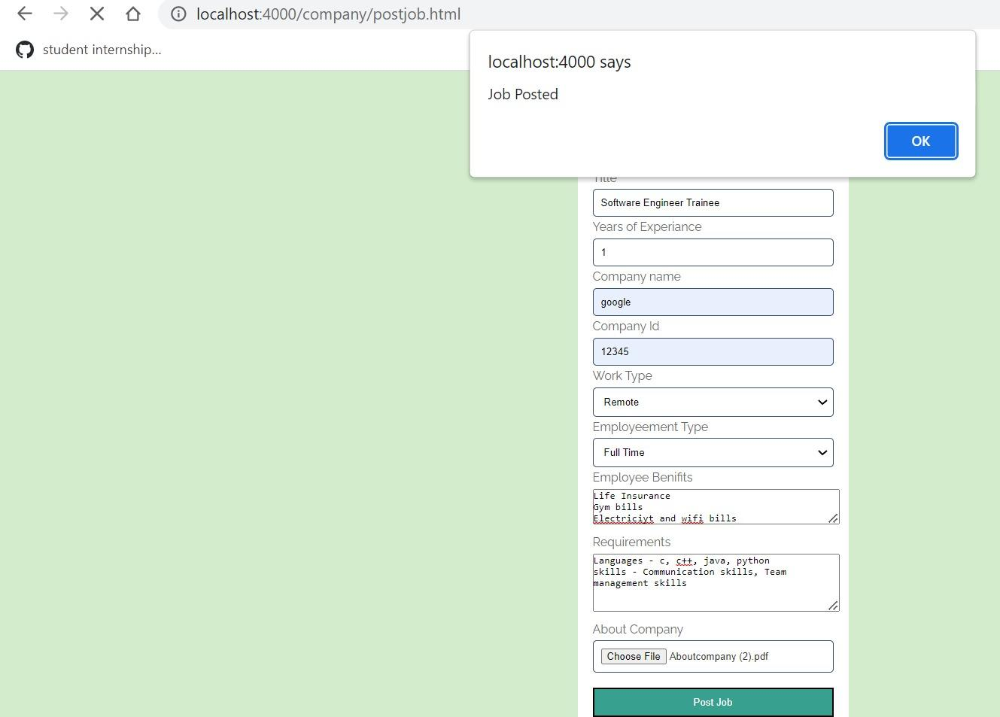 localhost:4000/company/postjob.html
student internship...
localhost:4000 says
Job Posted
OK
Title
Software Engineer Trainee
Years of Experiance
1
Company name
google
Company Id
12345
Work Type
Remote
Employeement Type
Full Time
Employee Benifits
Life Insurance
Gym bills
Electriciyt and wifi bills
Requirements
Languages - c, c++, java, python
skills - Communication skills, Team
management skills
About Company
Choose File Aboutcompany (2).pdf
Post Job